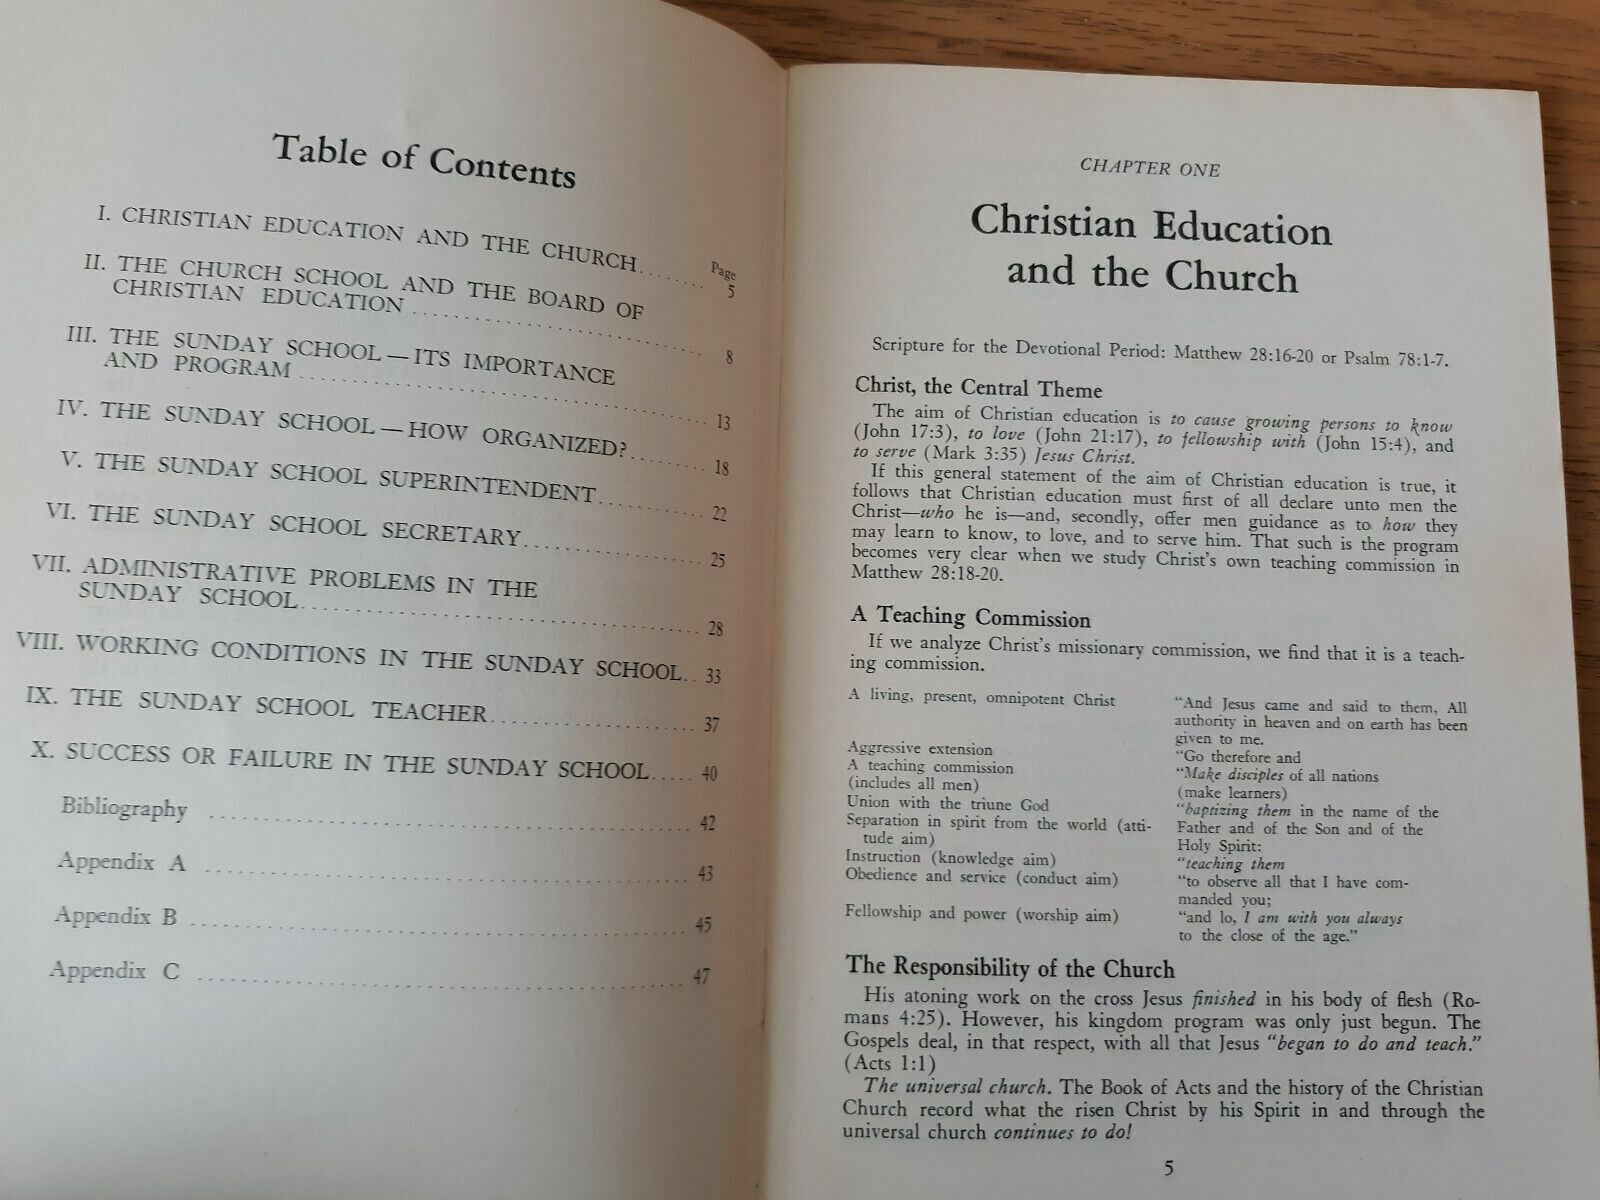 Table of Contents
Page
I. CHRISTIAN EDUCATION AND THE CHURCH....... 5
II. THE CHURCH SCHOOL AND THE BOARD OF
CHRISTIAN EDUCATION ........................... 8
III. THE SUNDAY SCHOOL—ITS IMPORTANCE
AND PROGRAM ..................................... 13
IV. THE SUNDAY SCHOOL—HOW ORGANIZED?........ 18
V. THE SUNDAY SCHOOL SUPERINTENDENT........... 22
VI. THE SUNDAY SCHOOL SECRETARY.................. 25
VII. ADMINISTRATIVE PROBLEMS IN THE
SUNDAY SCHOOL.................................... 28
VIII. WORKING CONDITIONS IN THE SUNDAY SCHOOL.. 33
IX. THE SUNDAY SCHOOL TEACHER.................... 37
X. SUCCESS OR FAILURE IN THE SUNDAY SCHOOL..... 40
Bibliography ............................................. 42
Appendix A ............................................. 43
Appendix B ............................................. 45
Appendix C ............................................. 47
CHAPTER ONE
Christian Education
and the Church
Scripture for the Devotional Period: Matthew 28:16-20 or Psalm 78:1-7.
Christ, the Central Theme
The aim of Christian education is to cause growing persons to know
(John 17:3), to love (John 21:17), to fellowship with (John 15:4), and
to serve (Mark 3:35) Jesus Christ.
If this general statement of the aim of Christian education is true, it
follows that Christian education must first of all declare unto men the
Christ—who he is—and, secondly, offer men guidance as to how they
may learn to know, to love, and to serve him. That such is the program
becomes very clear when we study Christ's own teaching commission in
Matthew 28:18-20.
A Teaching Commission
If we analyze Christ's missionary commission, we find that it is a teach-
ing commission.
A living, present, omnipotent Christ
Aggressive extension
A teaching commission
(includes all men)
Union with the triune God
Separation in spirit from the world (atti-
tude aim)
Instruction (knowledge aim)
Obedience and service (conduct aim)
Fellowship and power (worship aim)
"And Jesus came and said to them, All
authority in heaven and on earth has been
given to me.
"Go therefore and
"Make disciples of all nations
(make learners)
"baptizing them in the name of the
Father and of the Son and of the
Holy Spirit:
"teaching them
"to observe all that I have com-
manded you;
"and lo, I am with you always
to the close of the age."
The Responsibility of the Church
His atoning work on the cross Jesus finished in his body of flesh (Ro-
mans 4:25). However, his kingdom program was only just begun. The
Gospels deal, in that respect, with all that Jesus "began to do and teach."
(Acts 1:1)
The universal church. The Book of Acts and the history of the Christian
Church record what the risen Christ by his Spirit in and through the
universal church continues to do!
5